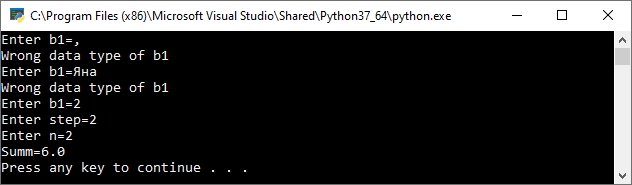 C:\Program Files (x86)\Microsoft Visual Studio\Shared\Python37_64\python.exe
Enter b1=,
Wrong data type of b1
Enter b1=Яна
Wrong data type of b1
Enter b1=2
Enter step=2
Enter n=2
Summ=6.0
Press any key to continue . . .